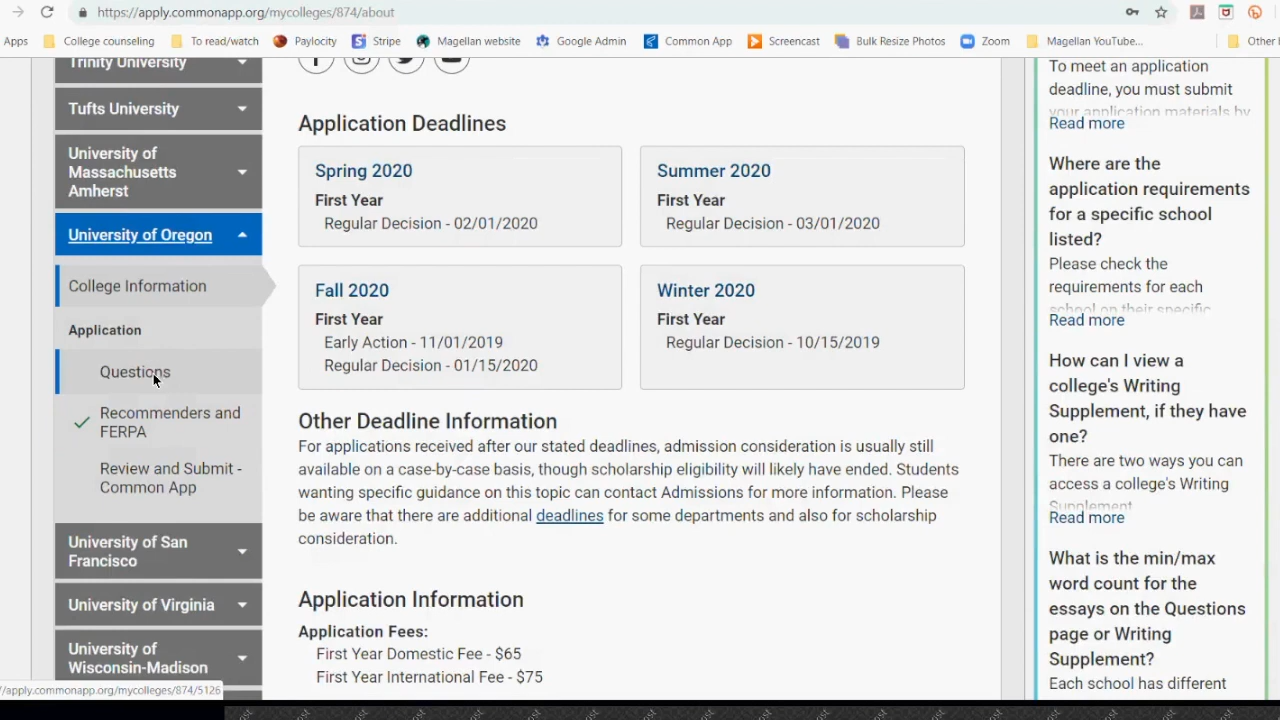 https://apply.commonapp.org/mycolleges/874/about
Apps
College counseling
To read/watch
Paylocity
Stripe
Magellan website
Google Admin
Common App
Screencast
Bulk Resize Photos
Zoom
Magellan YouTube...
Other
Trinity University
Tufts University
University of
Massachusetts
Amherst
University of Oregon
College Information
Application
Questions
Recommenders and
FERPA
Review and Submit -
Common App
University of San
Francisco
University of Virginia
University of
Wisconsin-Madison
/apply.commonapp.org/mycolleges/874/5126
Application Deadlines
Spring 2020
First Year
Regular Decision - 02/01/2020
Summer 2020
First Year
Regular Decision - 03/01/2020
Fall 2020
First Year
Early Action - 11/01/2019
Regular Decision - 01/15/2020
Winter 2020
First Year
Regular Decision - 10/15/2019
Other Deadline Information
For applications received after our stated deadlines, admission consideration is usually still
available on a case-by-case basis, though scholarship eligibility will likely have ended. Students
wanting specific guidance on this topic can contact Admissions for more information. Please
be aware that there are additional deadlines for some departments and also for scholarship
consideration.
Application Information
Application Fees:
First Year Domestic Fee - $65
First Year International Fee - $75
To meet an application
deadline, you must submit
your application materials by
Read more
Where are the
application requirements
for a specific school
listed?
Please check the
requirements for each
school on their specific
Read more
How can I view a
college's Writing
Supplement, if they have
one?
There are two ways you can
access a college's Writing
Supplement
Read more
What is the min/max
word count for the
essays on the Questions
page or Writing
Supplement?
Each school has different